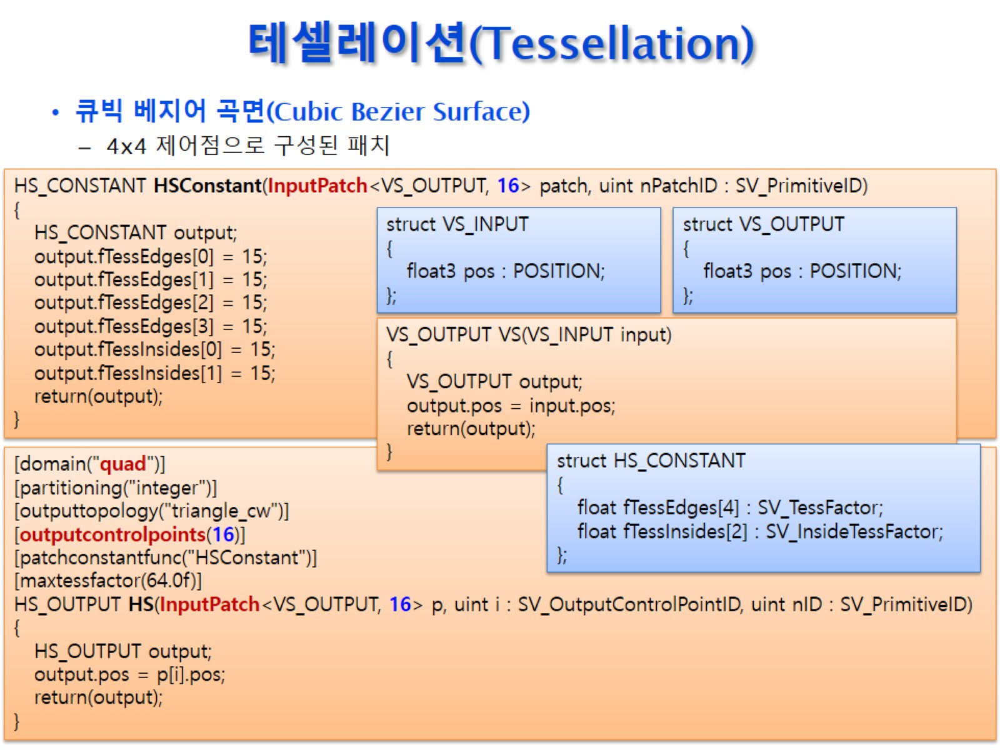 테셀레이션(Tessellation)
• 큐빅 베지어 곡면(Cubic Bezier Surface)
– 4x4 제어점으로 구성된 패치
HS_CONSTANT HSConstant(InputPatch<VS_OUTPUT, 16> patch, uint nPatchID : SV_PrimitiveID)
{
HS_CONSTANT output;
output.fTessEdges[0] = 15;
output.fTessEdges[1] = 15;
output.fTessEdges[2] = 15;
output.fTessEdges[3] = 15;
output.fTessInsides[0] = 15;
output.fTessInsides[1] = 15;
return(output);
}
struct VS_INPUT
{
float3 pos : POSITION;
};
struct VS_OUTPUT
{
float3 pos : POSITION;
};
VS_OUTPUT VS(VS_INPUT input)
{
VS_OUTPUT output;
output.pos = input.pos;
return(output);
}
struct HS_CONSTANT
{
float fTessEdges[4] : SV_TessFactor;
float fTessInsides[2] : SV_InsideTessFactor;
};
[domain("quad")]
[partitioning("integer")]
[outputtopology("triangle_cw")]
[outputcontrolpoints(16)]
[patchconstantfunc("HSConstant")]
[maxtessfactor(64.0f)]
HS_OUTPUT HS(InputPatch<VS_OUTPUT, 16> p, uint i : SV_OutputControlPointID, uint nID : SV_PrimitiveID)
{
HS_OUTPUT output;
output.pos = p[i].pos;
return(output);
}